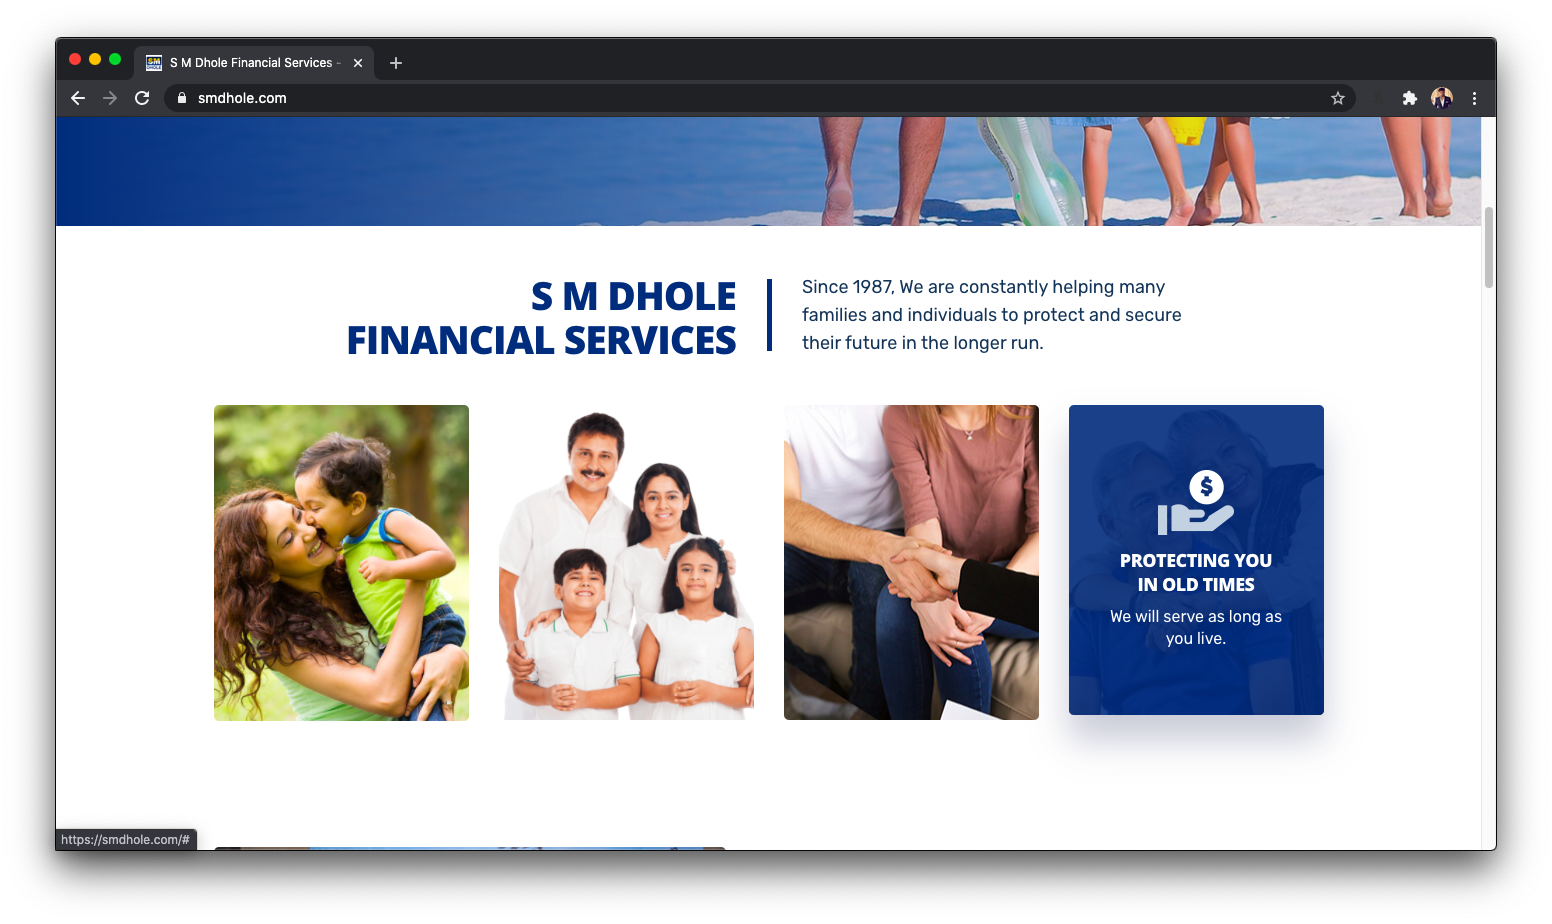 SM
DHOLE
S M Dhole Financial Services -
smdhole.com
S M DHOLE
FINANCIAL SERVICES
Since 1987, We are constantly helping many
families and individuals to protect and secure
their future in the longer run.
$
PROTECTING YOU
IN OLD TIMES
We will serve as long as
you live.
https://smdhole.com/#